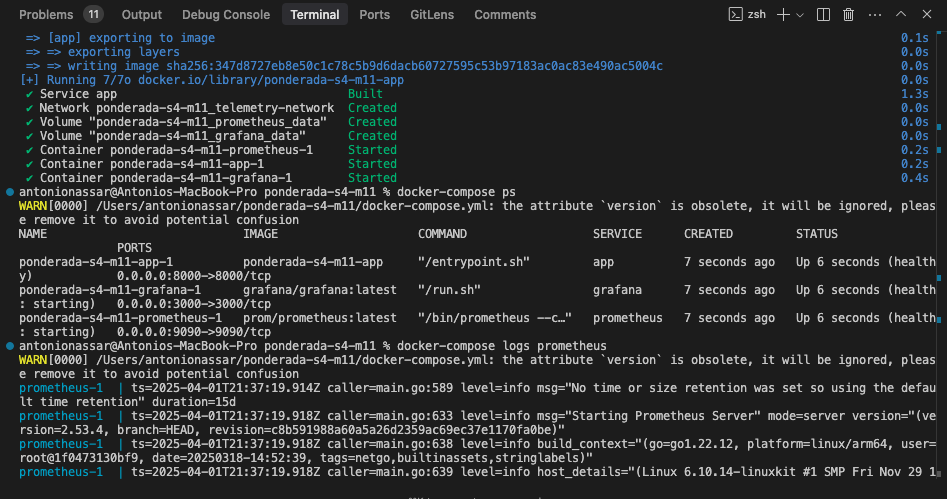 Problems 11 Output Debug Console Terminal Ports GitLens Comments zsh
=> [app] exporting to image 0.1s
=> => exporting layers 0.0s
=> => writing image sha256:347d8727eb8e50c1c78c5b9d6dacb60727595c53b97183ac0ac83e490ac5004c 0.0s
[+] Running 7/7o docker.io/library/ponderada-s4-m11-app 0.0s
✔ Service app Built 1.3s
✔ Network ponderada-s4-m11_telemetry-network Created 0.0s
✔ Volume "ponderada-s4-m11_prometheus_data" Created 0.0s
✔ Volume "ponderada-s4-m11_grafana_data" Created 0.0s
✔ Container ponderada-s4-m11-prometheus-1 Started 0.2s
✔ Container ponderada-s4-m11-app-1 Started 0.2s
✔ Container ponderada-s4-m11-grafana-1 Started 0.4s
antonionassar@Antonios-MacBook-Pro ponderada-s4-m11 % docker-compose ps
WARN[0000] /Users/antonionassar/ponderada-s4-m11/docker-compose.yml: the attribute `version` is obsolete, it will be ignored, pleas
e remove it to avoid potential confusion
NAME IMAGE COMMAND SERVICE CREATED STATUS
PORTS
ponderada-s4-m11-app-1 ponderada-s4-m11-app "/entrypoint.sh" app 7 seconds ago Up 6 seconds (health
y) 0.0.0.0:8000->8000/tcp
ponderada-s4-m11-grafana-1 grafana/grafana:latest "/run.sh" grafana 7 seconds ago Up 6 seconds (health
: starting) 0.0.0.0:3000->3000/tcp
ponderada-s4-m11-prometheus-1 prom/prometheus:latest "/bin/prometheus --c…" prometheus 7 seconds ago Up 6 seconds (health
: starting) 0.0.0.0:9090->9090/tcp
antonionassar@Antonios-MacBook-Pro ponderada-s4-m11 % docker-compose logs prometheus
WARN[0000] /Users/antonionassar/ponderada-s4-m11/docker-compose.yml: the attribute `version` is obsolete, it will be ignored, pleas
e remove it to avoid potential confusion
prometheus-1 | ts=2025-04-01T21:37:19.914Z caller=main.go:589 level=info msg="No time or size retention was set so using the defau
lt time retention" duration=15d
prometheus-1 | ts=2025-04-01T21:37:19.918Z caller=main.go:633 level=info msg="Starting Prometheus Server" mode=server version="(ve
rsion=2.53.4, branch=HEAD, revision=c8b591988a60a5a26d2359ac69ec37e1170fa0be)"
prometheus-1 | ts=2025-04-01T21:37:19.918Z caller=main.go:638 level=info build_context="(go=go1.22.12, platform=linux/arm64, user=
root@1f0473130bf9, date=20250318-14:52:39, tags=netgo,builtinassets,stringlabels)"
prometheus-1 | ts=2025-04-01T21:37:19.918Z caller=main.go:639 level=info host_details="(Linux 6.10.14-linuxkit #1 SMP Fri Nov 29 1